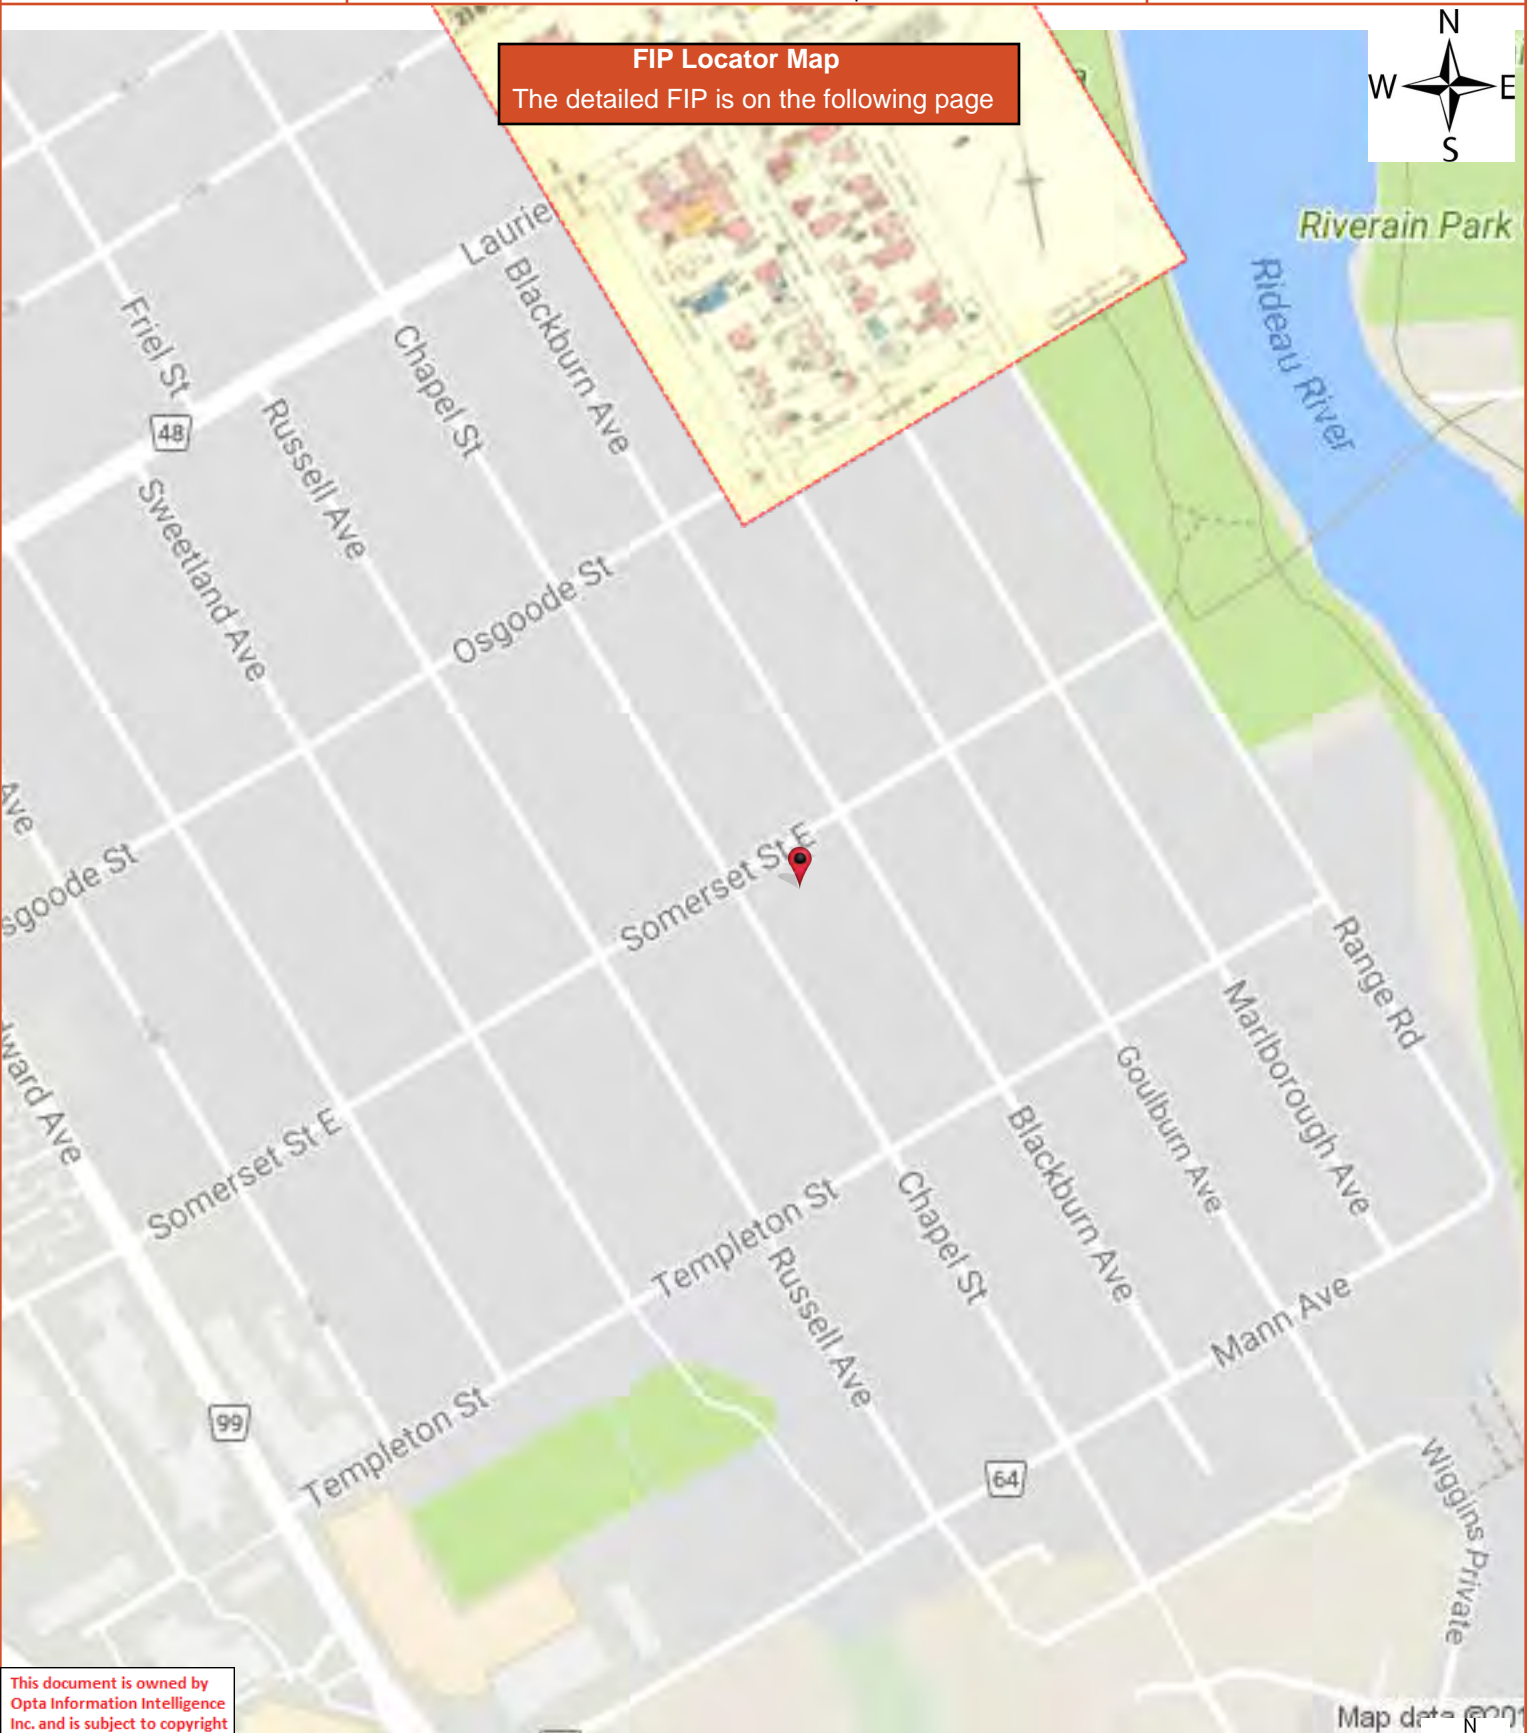 FIP Locator Map
The detailed FIP is on the following page
N
W
E
S
Riverain Park
Rideau River
Laurie
Friel St
Blackburn Ave
Chapel St
48
Russell Ave
Sweetland Ave
Osgoode St
Ave
sgoode St
Somerset St E
Range Rd
Marlborough Ave
Goulburn Ave
ward Ave
Somerset St E
Blackburn Ave
Templeton St
Chapel St
Russell Ave
Mann Ave
99
Templeton St
64
Wiggins Private
This document is owned by
Opta Information Intelligence
Inc. and is subject to copyright
Map data ©201
N